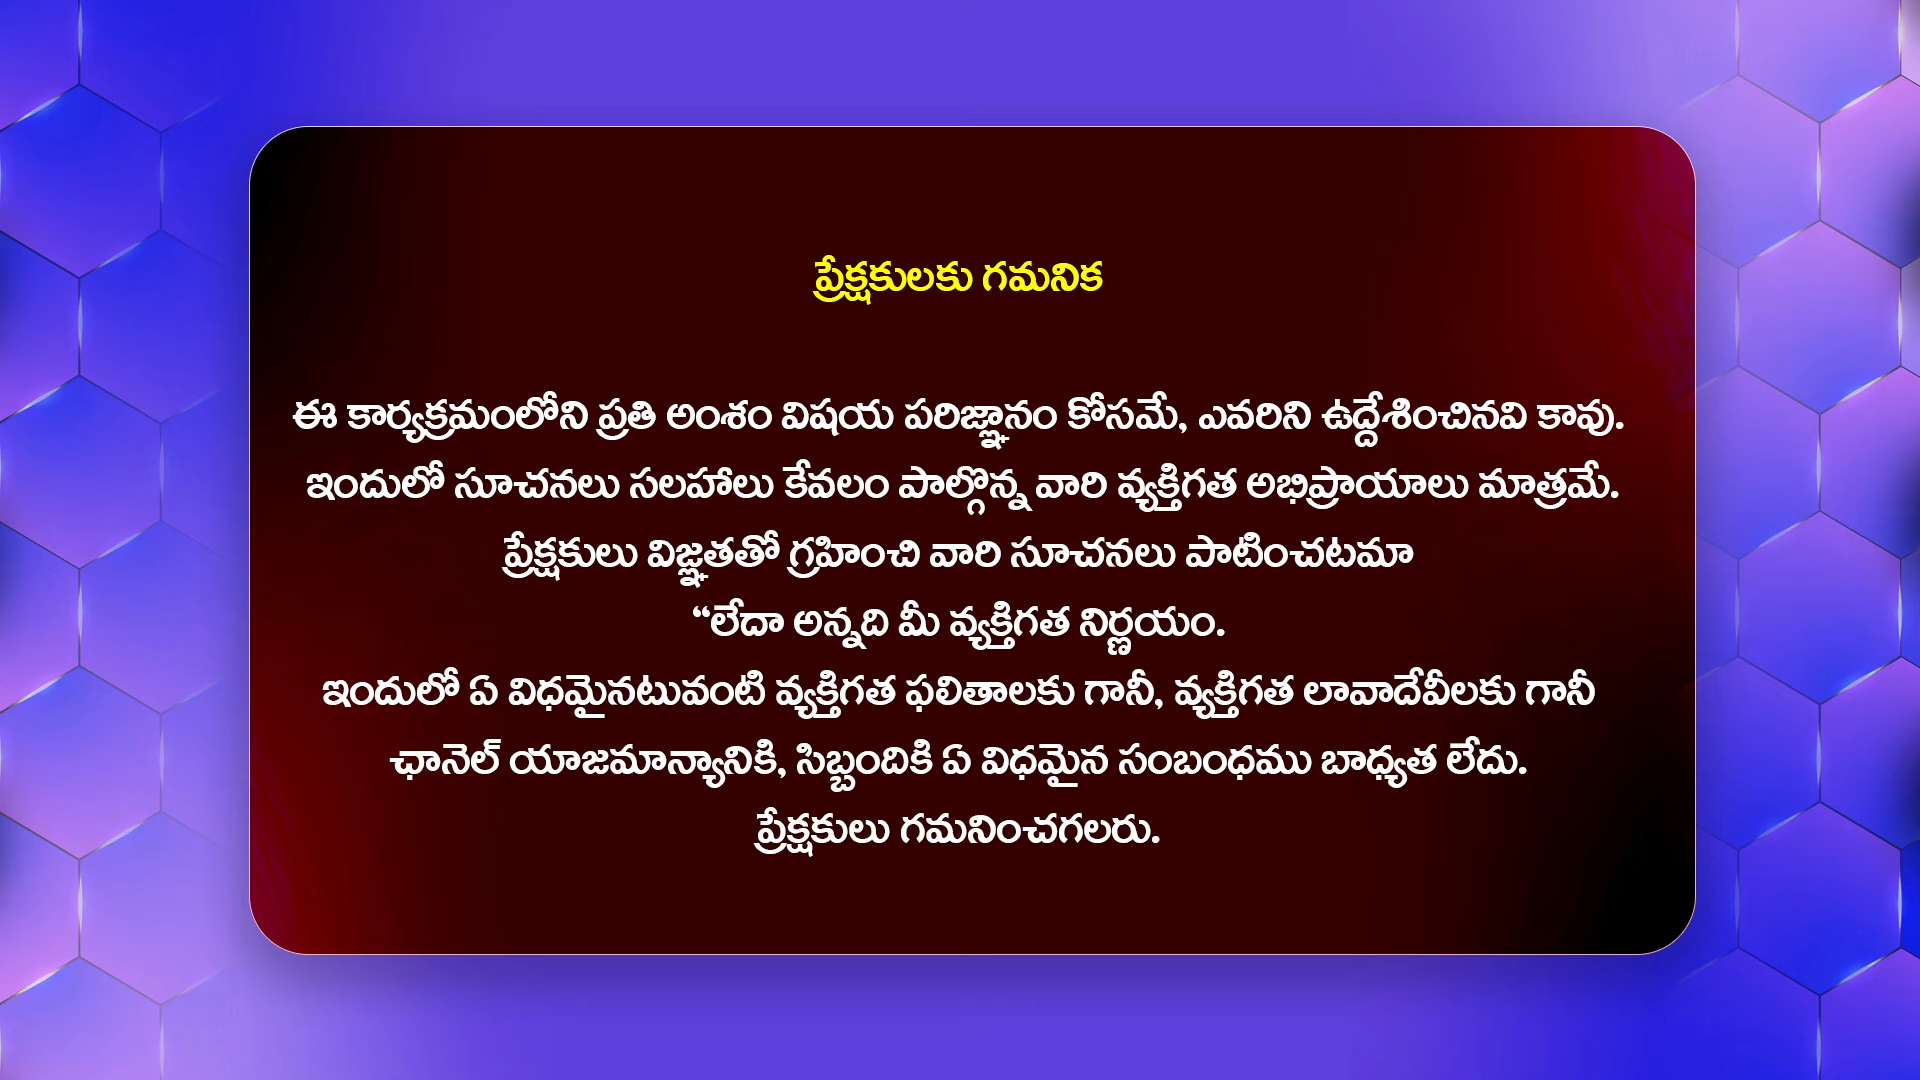 ప్రేక్షకులకు గమనిక
ఈ కార్యక్రమంలోని ప్రతి అంశం విషయ పరిజ్ఞానం కోసమే, ఎవరిని ఉద్దేశించినవి కావు.
ఇందులో సూచనలు సలహాలు కేవలం పాల్గొన్న వారి వ్యక్తిగత అభిప్రాయాలు మాత్రమే.
ప్రేక్షకులు విజ్ఞతతో గ్రహించి వారి సూచనలు పాటించటమా
“లేదా అన్నది మీ వ్యక్తిగత నిర్ణయం.
ఇందులో ఏ విధమైనటువంటి వ్యక్తిగత ఫలితాలకు గానీ, వ్యక్తిగత లావాదేవీలకు గానీ
ఛానెల్ యాజమాన్యానికి, సిబ్బందికి ఏ విధమైన సంబంధము బాధ్యత లేదు.
ప్రేక్షకులు గమనించగలరు.